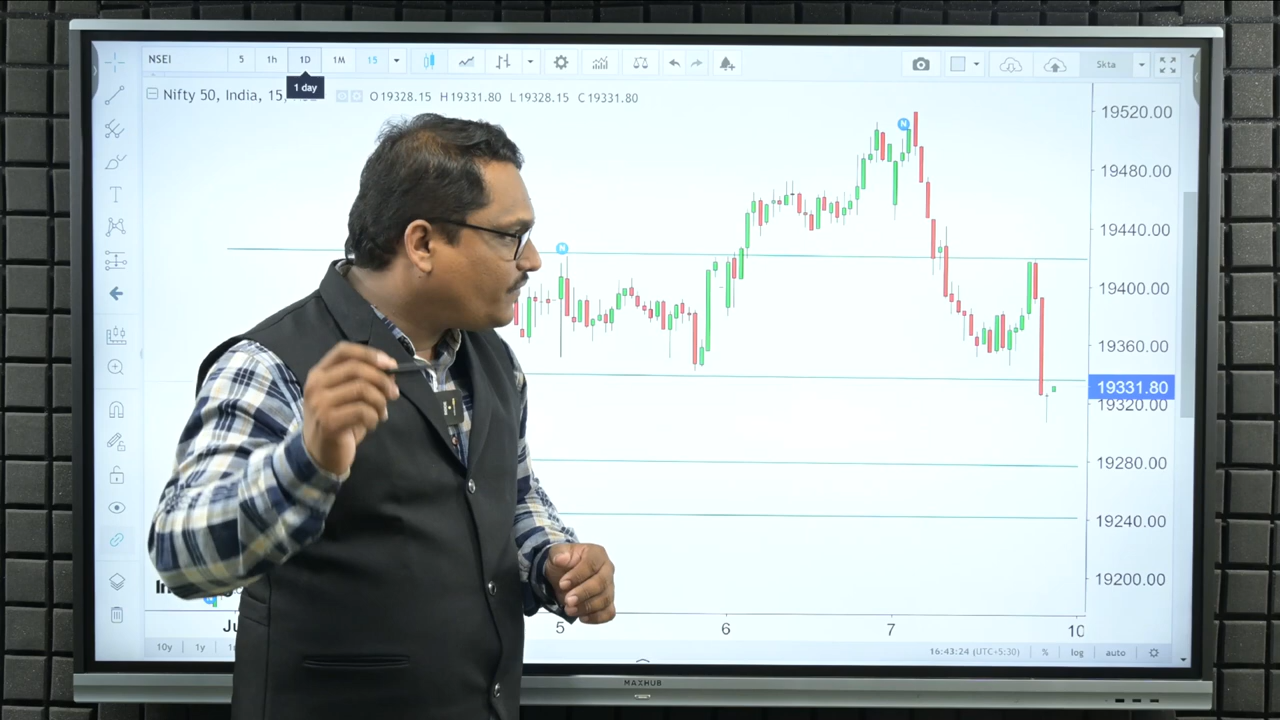 NSEI 5 1h 1D 1M 15 Skta
1 day
Nifty 50, India, 15, O19328.15 H19331.80 L19328.15 C19331.80
N
N
19520.00
19480.00
19440.00
19400.00
19360.00
19331.80
19320.00
19280.00
19240.00
19200.00
5 6 7 10
10y 1y 16:43:24 (UTC+5:30) % log auto
MAXHUB